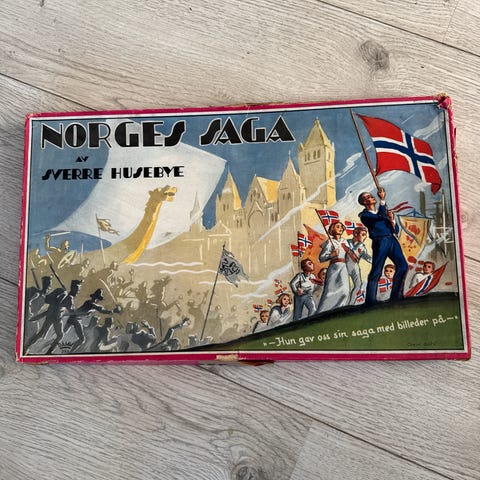 NORGES SAGA
AV
SVERRE HUSEBYE
"—Hun gav oss sin saga med billeder på—"